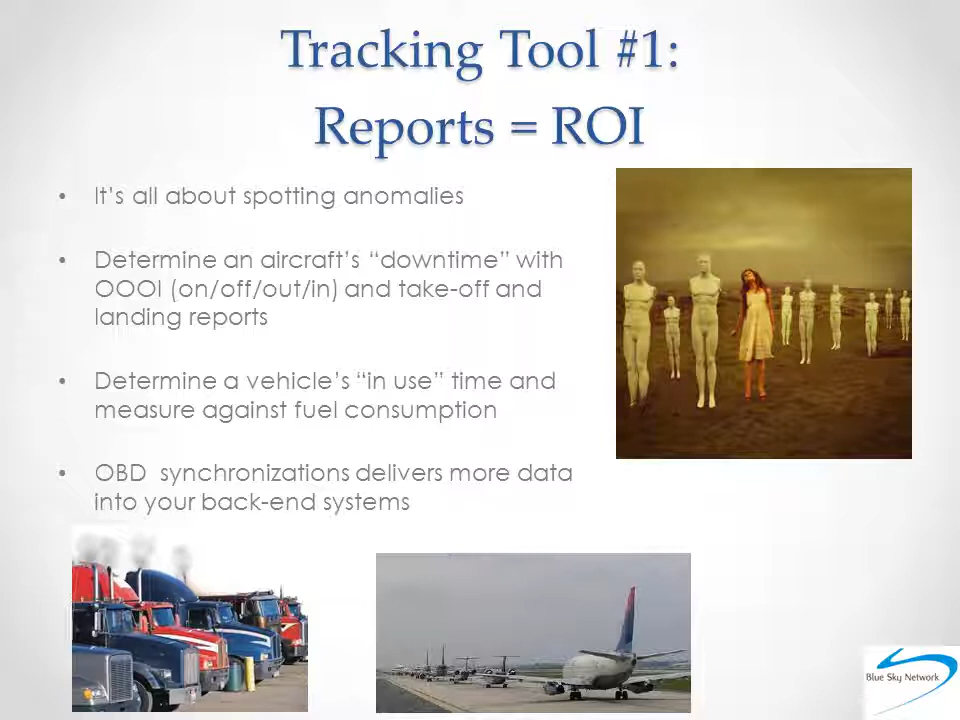 Tracking Tool #1:
Reports = ROI
• It’s all about spotting anomalies
• Determine an aircraft’s “downtime” with
OOOI (on/off/out/in) and take-off and
landing reports
• Determine a vehicle’s “in use” time and
measure against fuel consumption
• OBD  synchronizations delivers more data
into your back-end systems
Blue Sky Network